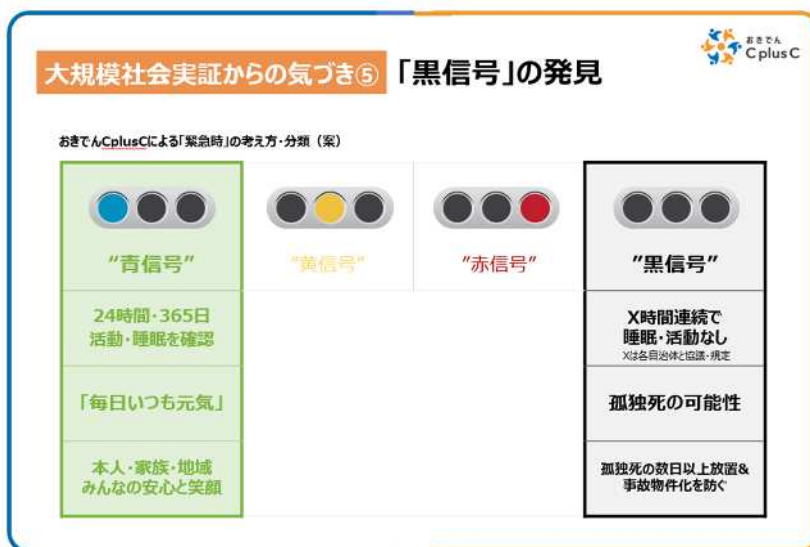 おきでん
CplusC
大規模社会実証からの気づき⑤ 「黒信号」の発見
おきでんCplusCによる「緊急時」の考え方・分類（案）
"青信号"
"黄信号"
"赤信号"
"黒信号"
24時間・365日
活動・睡眠を確認
X時間連続で
睡眠・活動なし
Xは各自治体と協議・規定
「毎日いつも元気」
孤独死の可能性
本人・家族・地域
みんなの安心と笑顔
孤独死の数日以上放置&
事故物件化を防ぐ